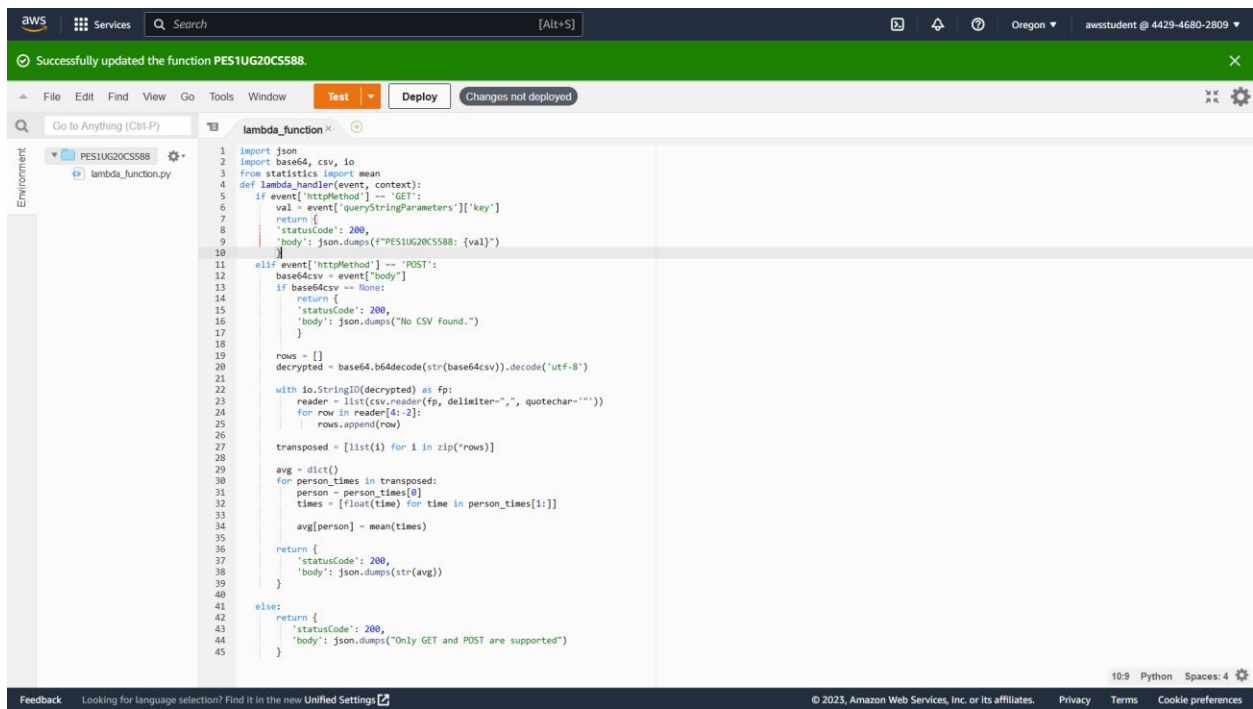 aws Services Search [Alt+S] Oregon ▼ awsstudent @ 4429-4680-2809 ▼
Successfully updated the function PES1UG20CS588.
File Edit Find View Go Tools Window Test Deploy Changes not deployed
Go to Anything (Ctrl-P) lambda_function ×
Environment
PES1UG20CS588
lambda_function.py
1 import json
2 import base64, csv, io
3 from statistics import mean
4 def lambda_handler(event, context):
5 if event['httpMethod'] == 'GET':
6 val = event['queryStringParameters']['key']
7 return {
8 'statusCode': 200,
9 'body': json.dumps(f"PES1UG20CS588: {val}")
10 }
11 elif event['httpMethod'] == 'POST':
12 base64csv = event["body"]
13 if base64csv == None:
14 return {
15 'statusCode': 200,
16 'body': json.dumps("No CSV found.")
17 }
18
19 rows = []
20 decrypted = base64.b64decode(str(base64csv)).decode('utf-8')
21
22 with io.StringIO(decrypted) as fp:
23 reader = list(csv.reader(fp, delimiter=",", quotechar='"'))
24 for row in reader[4:-2]:
25 rows.append(row)
26
27 transposed = [list(i) for i in zip(*rows)]
28
29 avg = dict()
30 for person_times in transposed:
31 person = person_times[0]
32 times = [float(time) for time in person_times[1:]]
33
34 avg[person] = mean(times)
35
36 return {
37 'statusCode': 200,
38 'body': json.dumps(str(avg))
39 }
40
41 else:
42 return {
43 'statusCode': 200,
44 'body': json.dumps("Only GET and POST are supported")
45 }
10:9 Python Spaces: 4
Feedback Looking for language selection? Find it in the new Unified Settings © 2023, Amazon Web Services, Inc. or its affiliates. Privacy Terms Cookie preferences